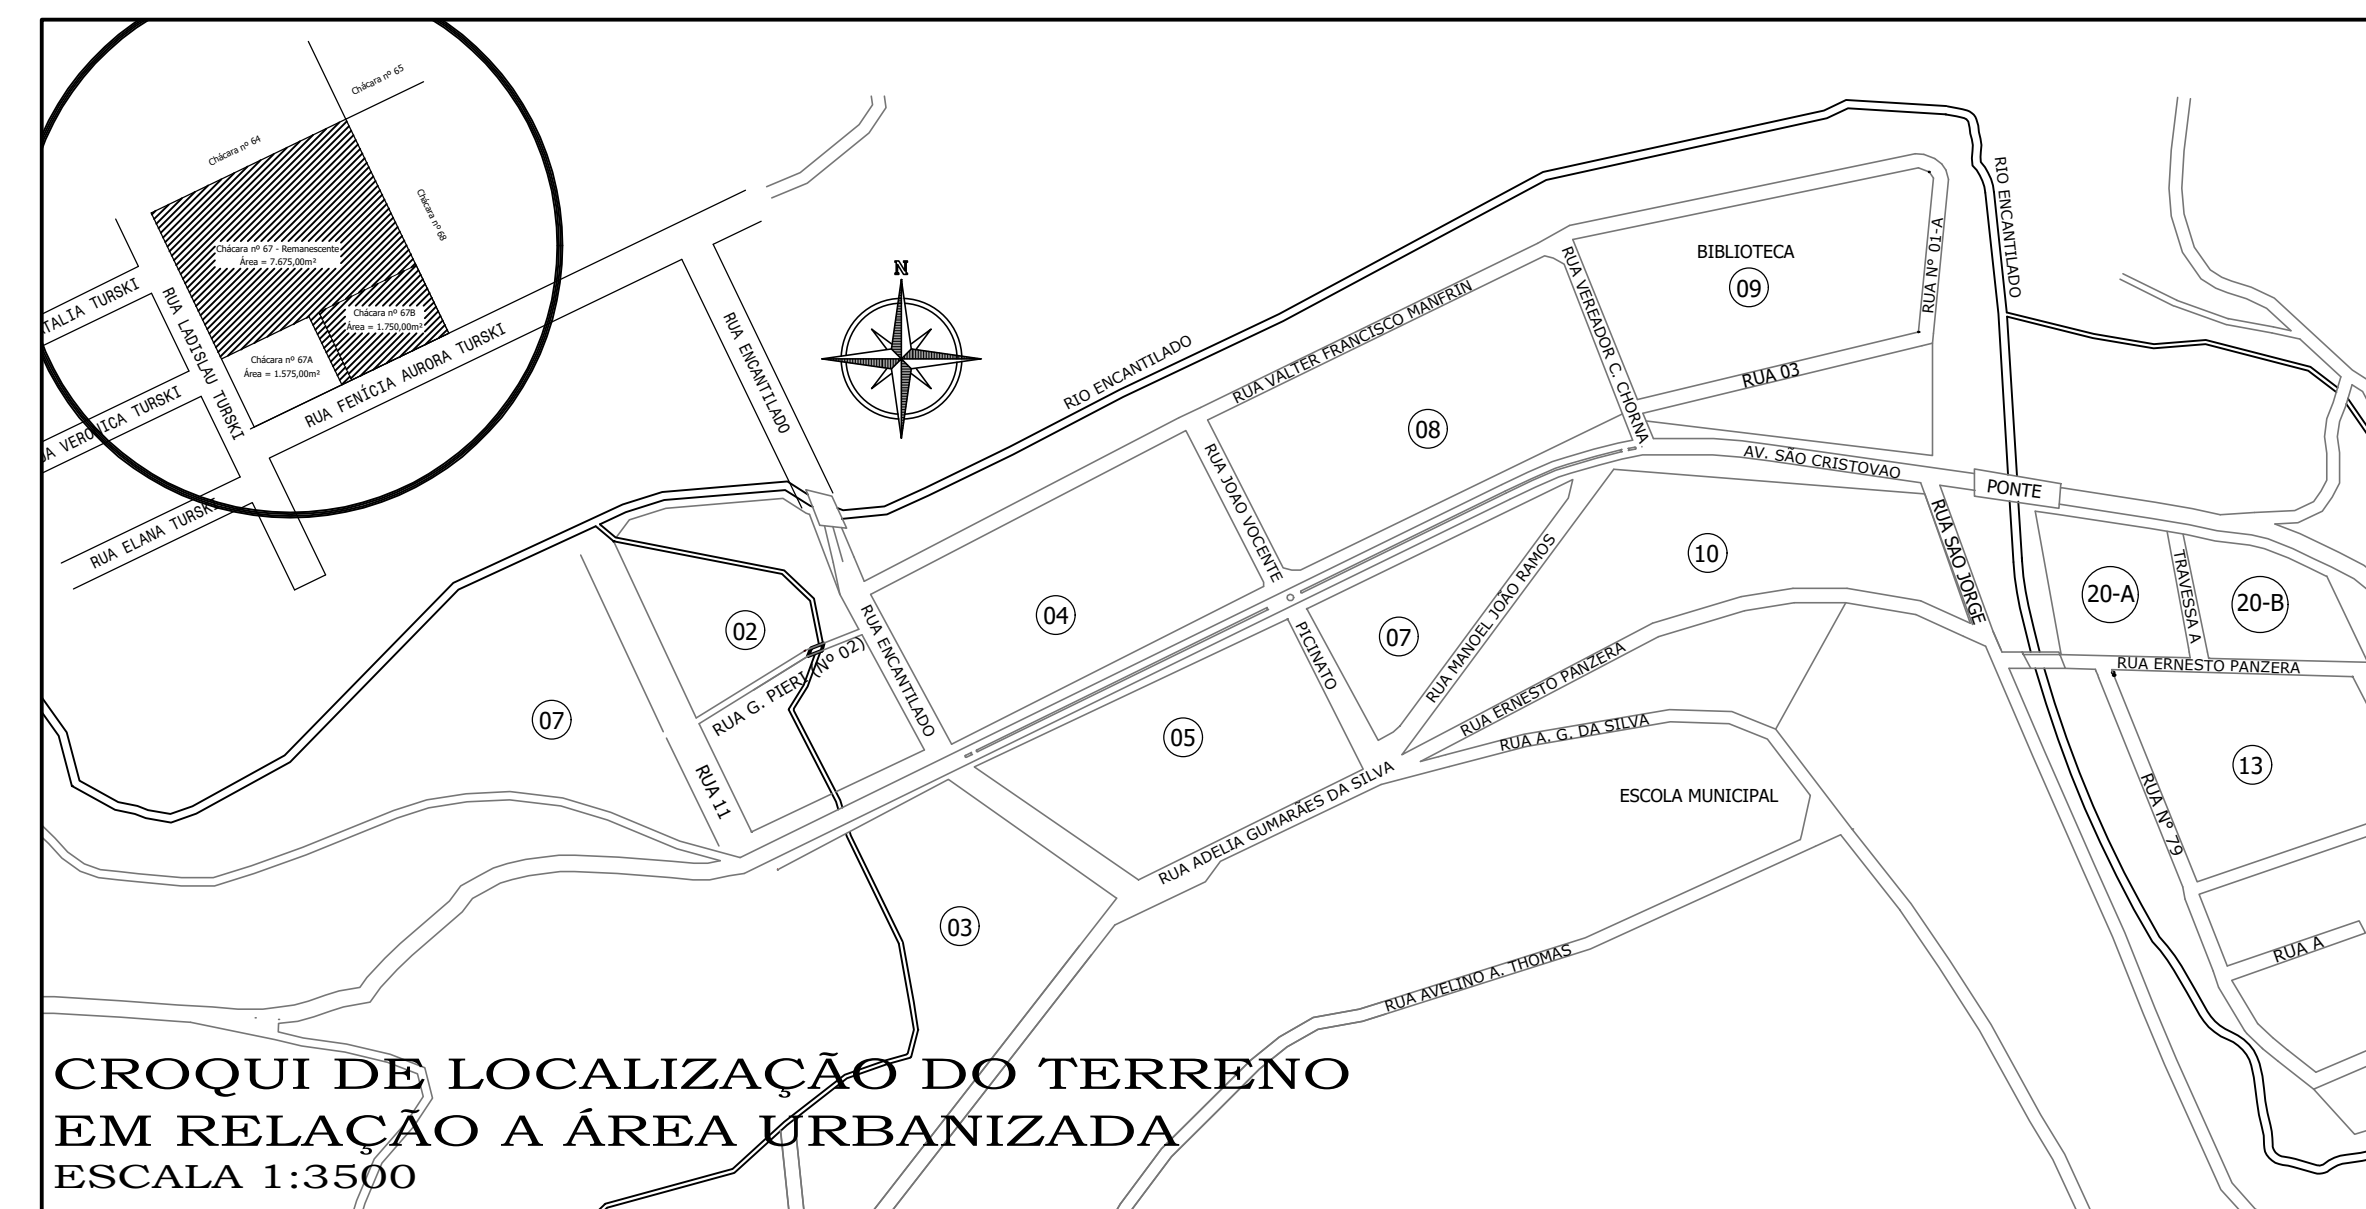 Chácara nº 65
Chácara nº 64
Chácara nº 68
Chácara nº 67 - Remanescente
Área = 7.675,00m²
Chácara nº 67B
Área = 1.750,00m²
Chácara nº 67A
Área = 1.575,00m²
TALIA TURSKI
RUA LADISLAU TURSKI
RUA FENÍCIA AURORA TURSKI
UA VERONICA TURSKI
RUA ELANA TURSKI
RUA ENCANTILADO
N
RIO ENCANTILADO
RUA VALTER FRANCISCO MANFRIN
RUA VEREADOR C. CHORNA
BIBLIOTECA
09
RUA Nº 01-A
RIO ENCANTILADO
RUA 03
08
RUA JOAO VOCENTE
AV. SÃO CRISTOVAO
PONTE
RUA SAO JORGE
10
20-A
TRAVESSA A
20-B
RUA ERNESTO PANZERA
02
RUA G. PIERI (Nº 02)
RUA ENCANTILADO
04
PICINATO
07
RUA MANOEL JOÃO RAMOS
RUA ERNESTO PANZERA
RUA A. G. DA SILVA
07
RUA 11
05
RUA ADELIA GUMARÃES DA SILVA
ESCOLA MUNICIPAL
13
RUA Nº 79
03
RUA AVELINO A. THOMAS
RUA A
CROQUI DE LOCALIZAÇÃO DO TERRENO
EM RELAÇÃO A ÁREA URBANIZADA
ESCALA 1:3500